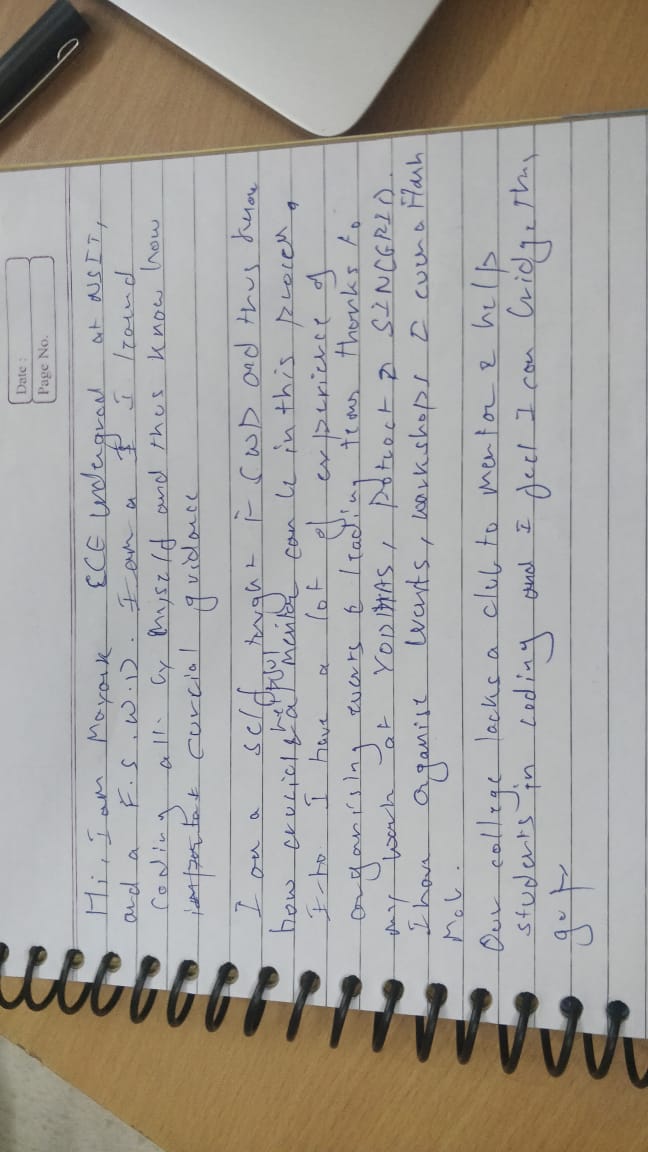 Date :
Page No.
Hi, I am Mayank ECE undergrad at NSIT,
and a F.S.W.D. I am a I I learnd
coding all by myself and thus know how
important curcial guidance
I am a self taught FSWD and thus know
how crucial & helpful a mentor can be in this process.
I to I have a lot of experience of
organising events & leading teams thanks to
my work at
I have organise events, workshops & even a Flash
Mob.
Our college lacks a club to mentor & help
students in coding and I feel I can bridge this
gap